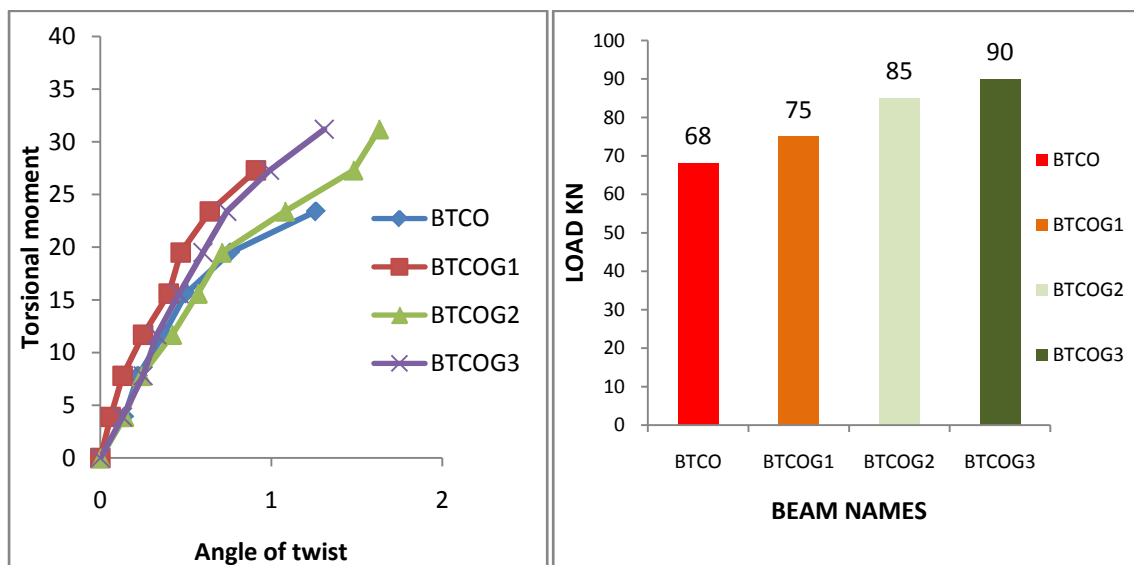 40
35
30
25
20
15
10
5
0
0 1 2
Torsional moment
Angle of twist
BTCO
BTCOG1
BTCOG2
BTCOG3
100
90
80
70
60
50
40
30
20
10
0
LOAD KN
68
75
85
90
BTCO BTCOG1 BTCOG2 BTCOG3
BEAM NAMES
BTCO
BTCOG1
BTCOG2
BTCOG3